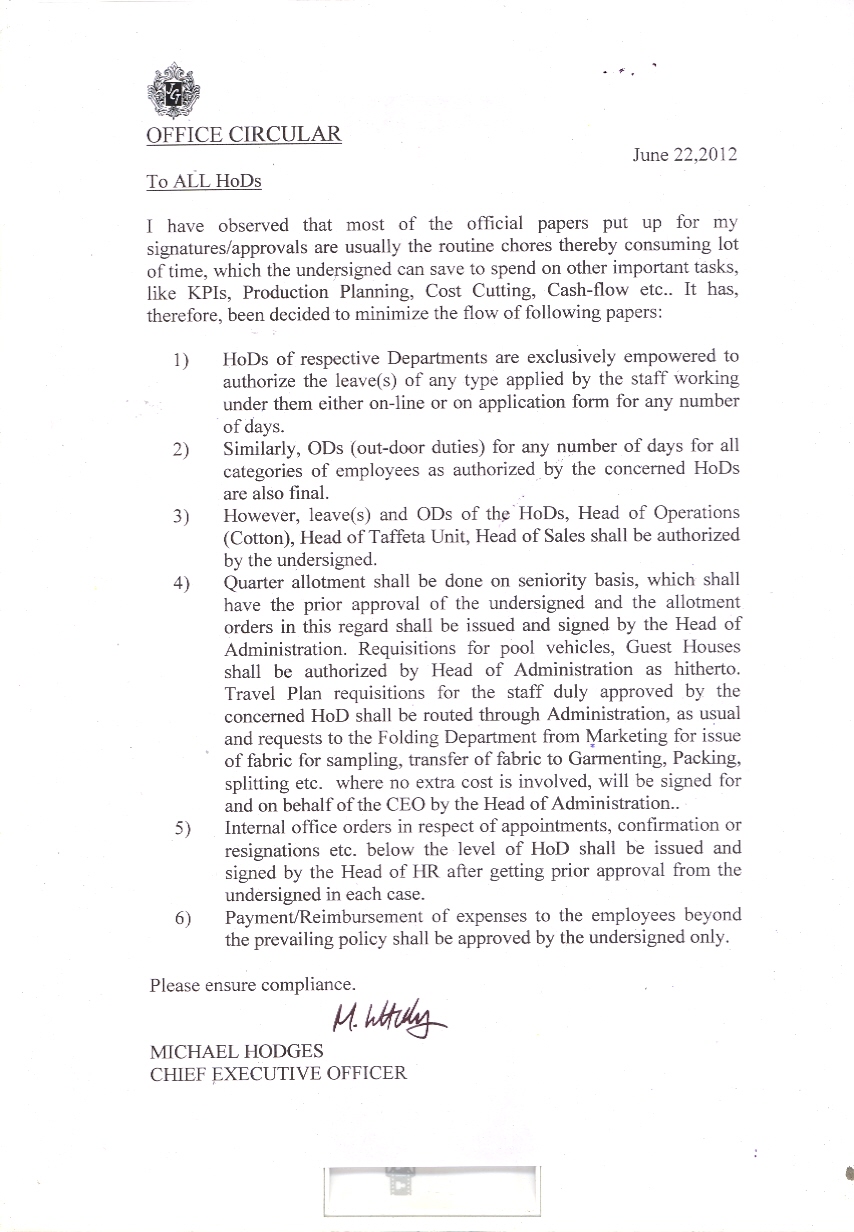 JG
OFFICE CIRCULAR
June 22,2012
To ALL HoDs
I have observed that most of the official papers put up for my
signatures/approvals are usually the routine chores thereby consuming lot
of time, which the undersigned can save to spend on other important tasks,
like KPIs, Production Planning, Cost Cutting, Cash-flow etc.. It has,
therefore, been decided to minimize the flow of following papers:
1) HoDs of respective Departments are exclusively empowered to
authorize the leave(s) of any type applied by the staff working
under them either on-line or on application form for any number
of days.
2) Similarly, ODs (out-door duties) for any number of days for all
categories of employees as authorized by the concerned HoDs
are also final.
3) However, leave(s) and ODs of the HoDs, Head of Operations
(Cotton), Head of Taffeta Unit, Head of Sales shall be authorized
by the undersigned.
4) Quarter allotment shall be done on seniority basis, which shall
have the prior approval of the undersigned and the allotment
orders in this regard shall be issued and signed by the Head of
Administration. Requisitions for pool vehicles, Guest Houses
shall be authorized by Head of Administration as hitherto.
Travel Plan requisitions for the staff duly approved by the
concerned HoD shall be routed through Administration, as usual
and requests to the Folding Department from Marketing for issue
of fabric for sampling, transfer of fabric to Garmenting, Packing,
splitting etc. where no extra cost is involved, will be signed for
and on behalf of the CEO by the Head of Administration..
5) Internal office orders in respect of appointments, confirmation or
resignations etc. below the level of HoD shall be issued and
signed by the Head of HR after getting prior approval from the
undersigned in each case.
6) Payment/Reimbursement of expenses to the employees beyond
the prevailing policy shall be approved by the undersigned only.
Please ensure compliance.
MICHAEL HODGES
CHIEF EXECUTIVE OFFICER